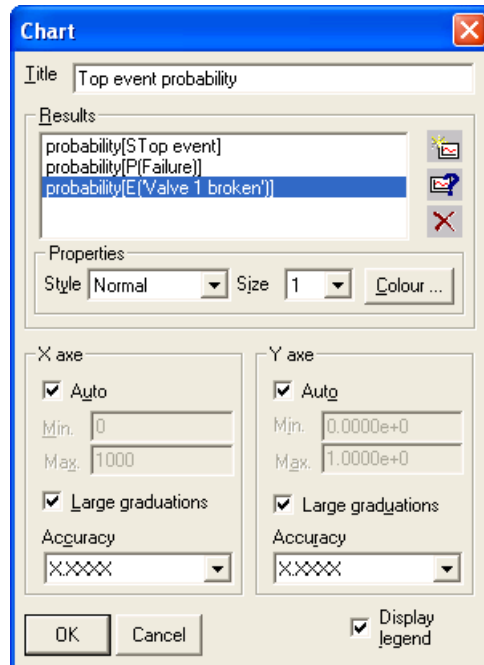 Chart
Title Top event probability
Results
probability[STop event]
probability[P(Failure)]
probability[E('Valve 1 broken')]
Properties
Style Normal Size 1 Colour ...
X axe
Auto
Min. 0
Max. 1000
Large graduations
Accuracy
X.XXXX
Y axe
Auto
Min. 0.0000e+0
Max. 1.0000e+0
Large graduations
Accuracy
X.XXXX
OK Cancel
Display
legend